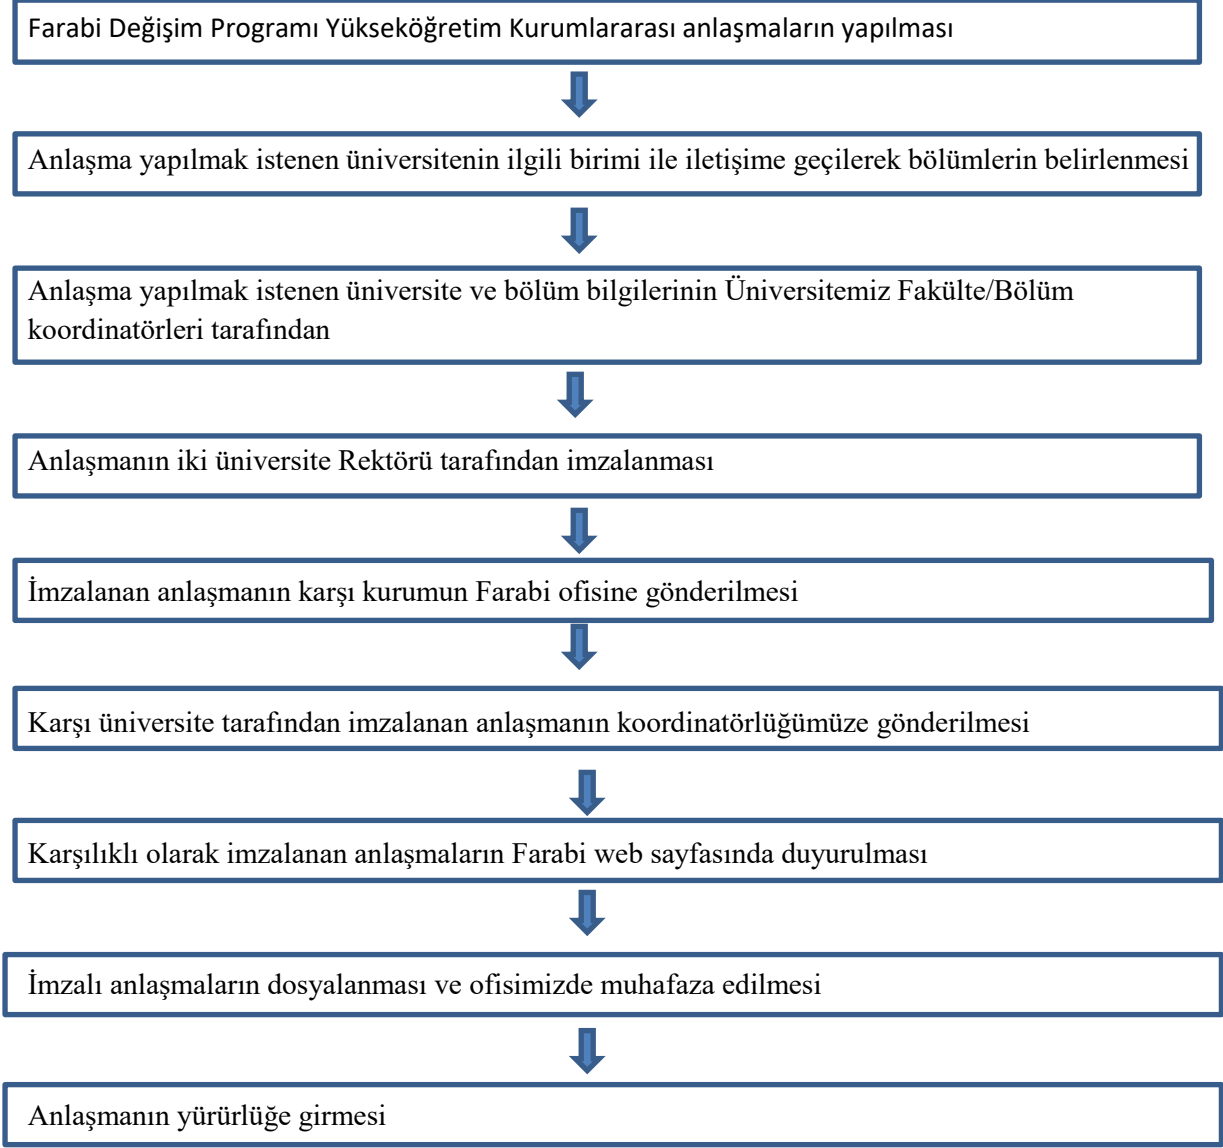 Farabi Değişim Programı Yükseköğretim Kurumlararası anlaşmaların yapılması
Anlaşma yapılmak istenen üniversitenin ilgili birimi ile iletişime geçilerek bölümlerin belirlenmesi
Anlaşma yapılmak istenen üniversite ve bölüm bilgilerinin Üniversitemiz Fakülte/Bölüm
koordinatörleri tarafından
Anlaşmanın iki üniversite Rektörü tarafından imzalanması
İmzalanan anlaşmanın karşı kurumun Farabi ofisine gönderilmesi
Karşı üniversite tarafından imzalanan anlaşmanın koordinatörlüğümüze gönderilmesi
Karşılıklı olarak imzalanan anlaşmaların Farabi web sayfasında duyurulması
İmzalı anlaşmaların dosyalanması ve ofisimizde muhafaza edilmesi
Anlaşmanın yürürlüğe girmesi